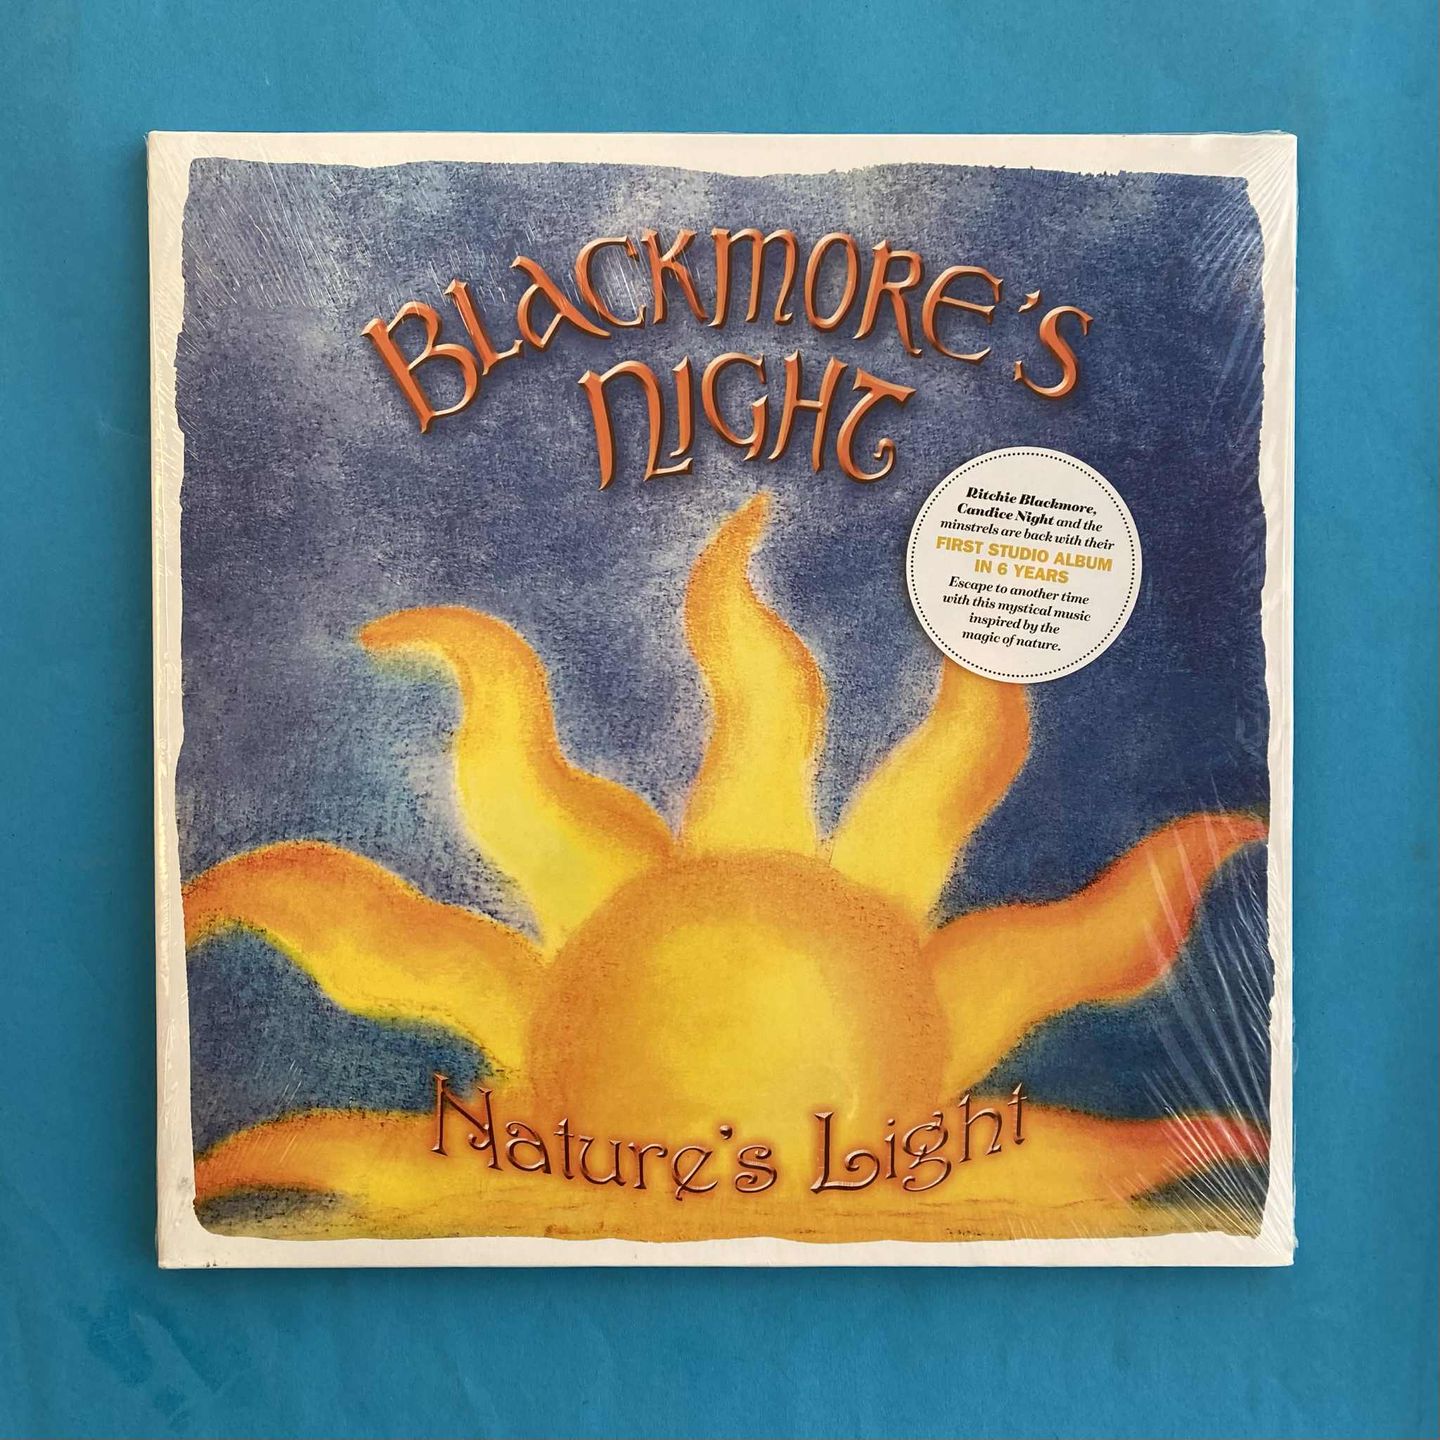 BLACKMORE'S
NIGHT
Ritchie Blackmore,
Candice Night and the
minstrels are back with their
FIRST STUDIO ALBUM
IN 6 YEARS
Escape to another time
with this mystical music
inspired by the
magic of nature.
Nature's Light